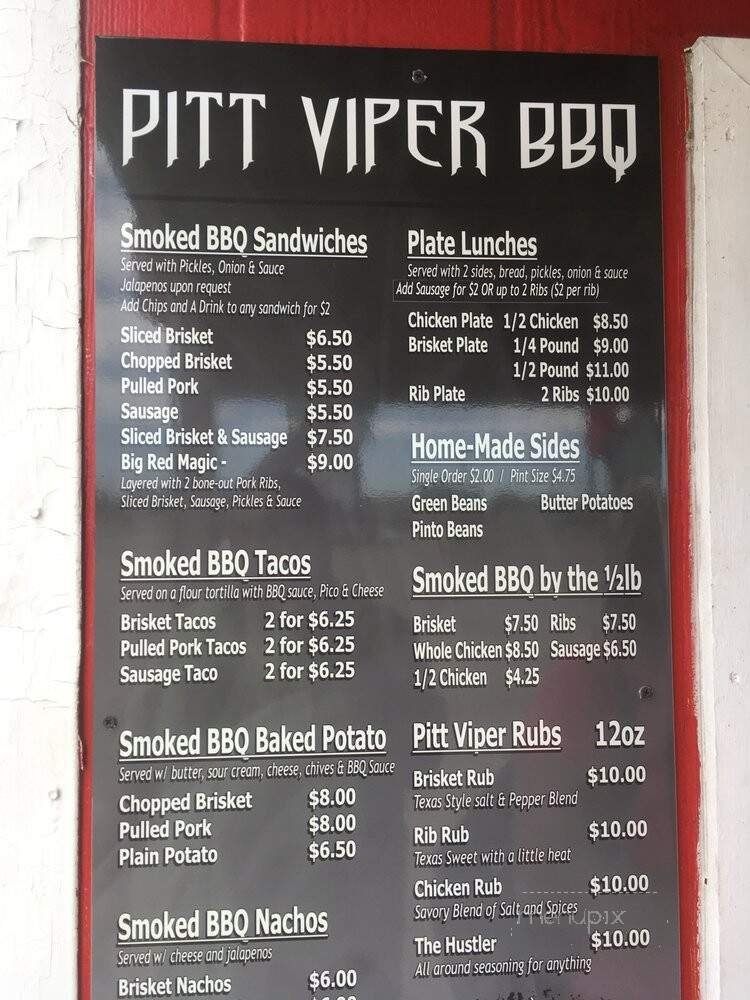 PITT VIPER BBQ
Smoked BBQ Sandwiches
Served with Pickles, Onion & Sauce
Jalapenos upon request
Add Chips and A Drink to any sandwich for $2
Sliced Brisket $6.50
Chopped Brisket $5.50
Pulled Pork $5.50
Sausage $5.50
Sliced Brisket & Sausage $7.50
Big Red Magic - $9.00
Layered with 2 bone-out Pork Ribs,
Sliced Brisket, Sausage, Pickles & Sauce
Smoked BBQ Tacos
Served on a flour tortilla with BBQ sauce, Pico & Cheese
Brisket Tacos 2 for $6.25
Pulled Pork Tacos 2 for $6.25
Sausage Taco 2 for $6.25
Smoked BBQ Baked Potato
Served w/ butter, sour cream, cheese, chives & BBQ Sauce
Chopped Brisket $8.00
Pulled Pork $8.00
Plain Potato $6.50
Smoked BBQ Nachos
Served w/ cheese and jalapenos
Brisket Nachos $6.00
Plate Lunches
Served with 2 sides, bread, pickles, onion & sauce
Add Sausage for $2 OR up to 2 Ribs ($2 per rib)
Chicken Plate 1/2 Chicken $8.50
Brisket Plate 1/4 Pound $9.00
1/2 Pound $11.00
Rib Plate 2 Ribs $10.00
Home-Made Sides
Single Order $2.00 / Pint Size $4.75
Green Beans Butter Potatoes
Pinto Beans
Smoked BBQ by the ½lb
Brisket $7.50 Ribs $7.50
Whole Chicken $8.50 Sausage $6.50
1/2 Chicken $4.25
Pitt Viper Rubs 12oz
Brisket Rub $10.00
Texas Style salt & Pepper Blend
Rib Rub $10.00
Texas Sweet with a little heat
Chicken Rub $10.00
Savory Blend of Salt and Spices
menupix
The Hustler $10.00
All around seasoning for anything